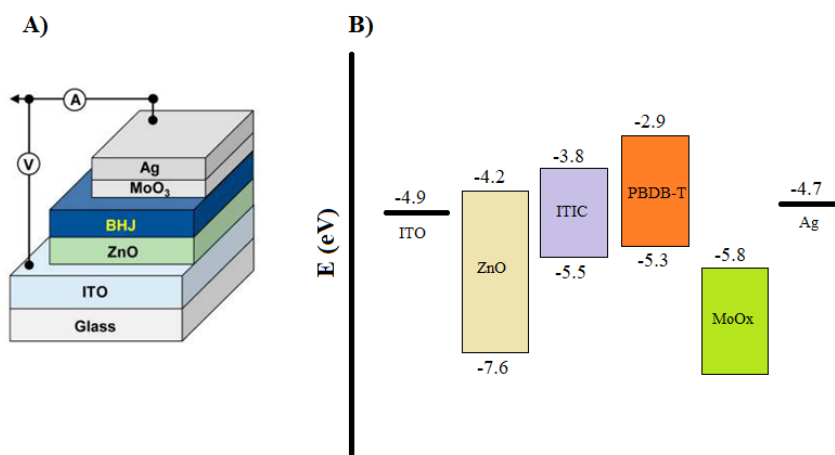 A)
A
V
Ag
MoO₃
BHJ
ZnO
ITO
Glass
B)
E (eV)
-4.9
ITO
-4.2
ZnO
-7.6
-3.8
ITIC
-5.5
-2.9
PBDB-T
-5.3
-5.8
MoOx
-4.7
Ag